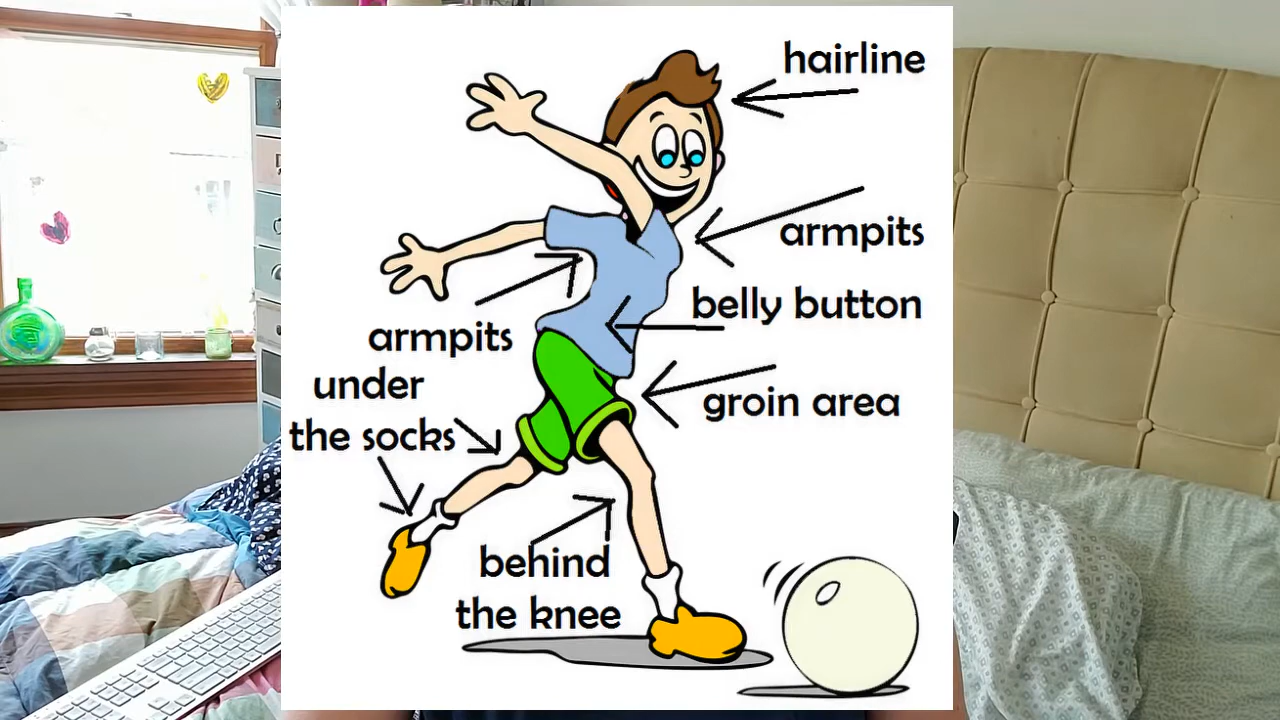 hairline
armpits
belly button
armpits
under
the socks
groin area
behind
the knee